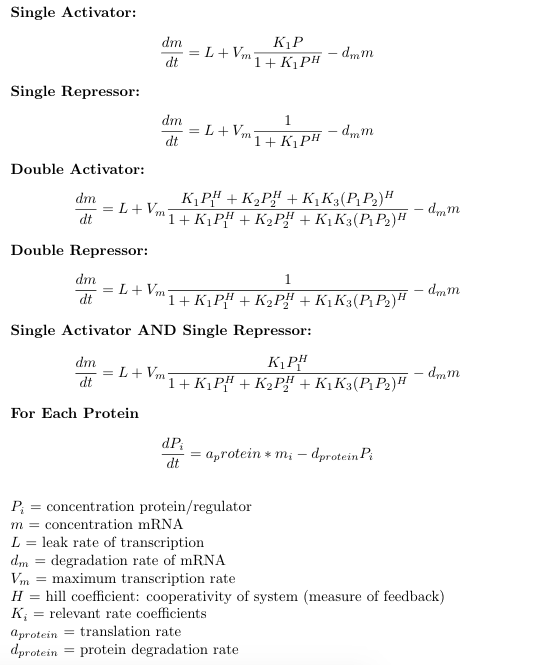 Single Activator:
\frac{dm}{dt} = L + V_m \frac{K_1 P}{1 + K_1 P^H} - d_m m
Single Repressor:
\frac{dm}{dt} = L + V_m \frac{1}{1 + K_1 P^H} - d_m m
Double Activator:
\frac{dm}{dt} = L + V_m \frac{K_1 P_1^H + K_2 P_2^H + K_1 K_3 (P_1 P_2)^H}{1 + K_1 P_1^H + K_2 P_2^H + K_1 K_3 (P_1 P_2)^H} - d_m m
Double Repressor:
\frac{dm}{dt} = L + V_m \frac{1}{1 + K_1 P_1^H + K_2 P_2^H + K_1 K_3 (P_1 P_2)^H} - d_m m
Single Activator AND Single Repressor:
\frac{dm}{dt} = L + V_m \frac{K_1 P_1^H}{1 + K_1 P_1^H + K_2 P_2^H + K_1 K_3 (P_1 P_2)^H} - d_m m
For Each Protein
\frac{dP_i}{dt} = a_p rotein * m_i - d_{protein} P_i
P_i = concentration protein/regulator
m = concentration mRNA
L = leak rate of transcription
d_m = degradation rate of mRNA
V_m = maximum transcription rate
H = hill coefficient: cooperativity of system (measure of feedback)
K_i = relevant rate coefficients
a_{protein} = translation rate
d_{protein} = protein degradation rate